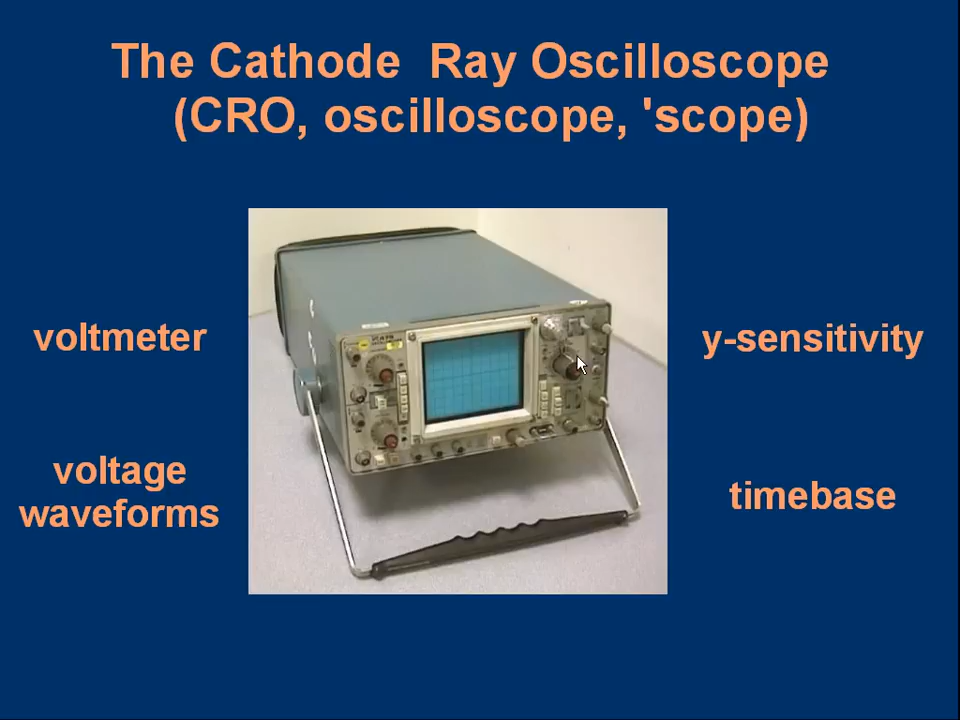 The Cathode Ray Oscilloscope
(CRO, oscilloscope, 'scope)
voltmeter
y-sensitivity
voltage
waveforms
timebase